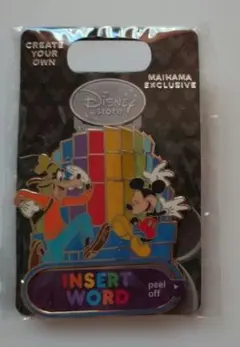 CREATE
YOUR
OWN
MAIHAMA
EXCLUSIVE
Disney
STORE
INSERT
WORD
peel
off